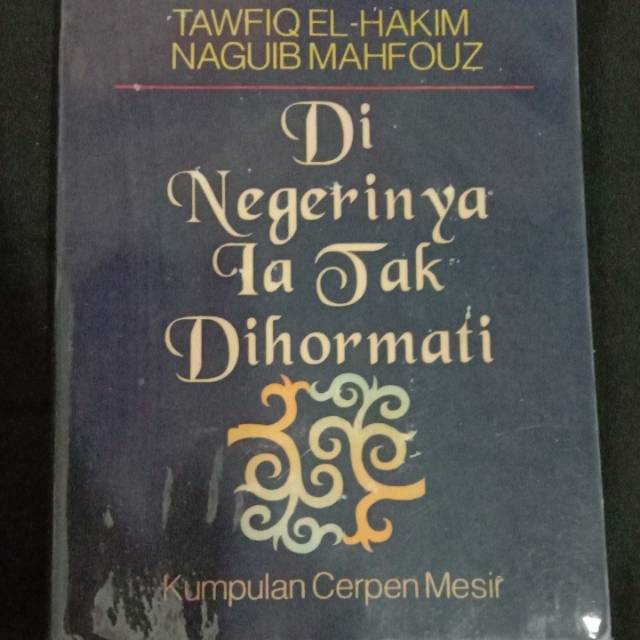 TAWFIQ EL-HAKIM
NAGUIB MAHFOUZ
Di
Negerinya
Ia Tak
Dihormati
Kumpulan Cerpen Mesir